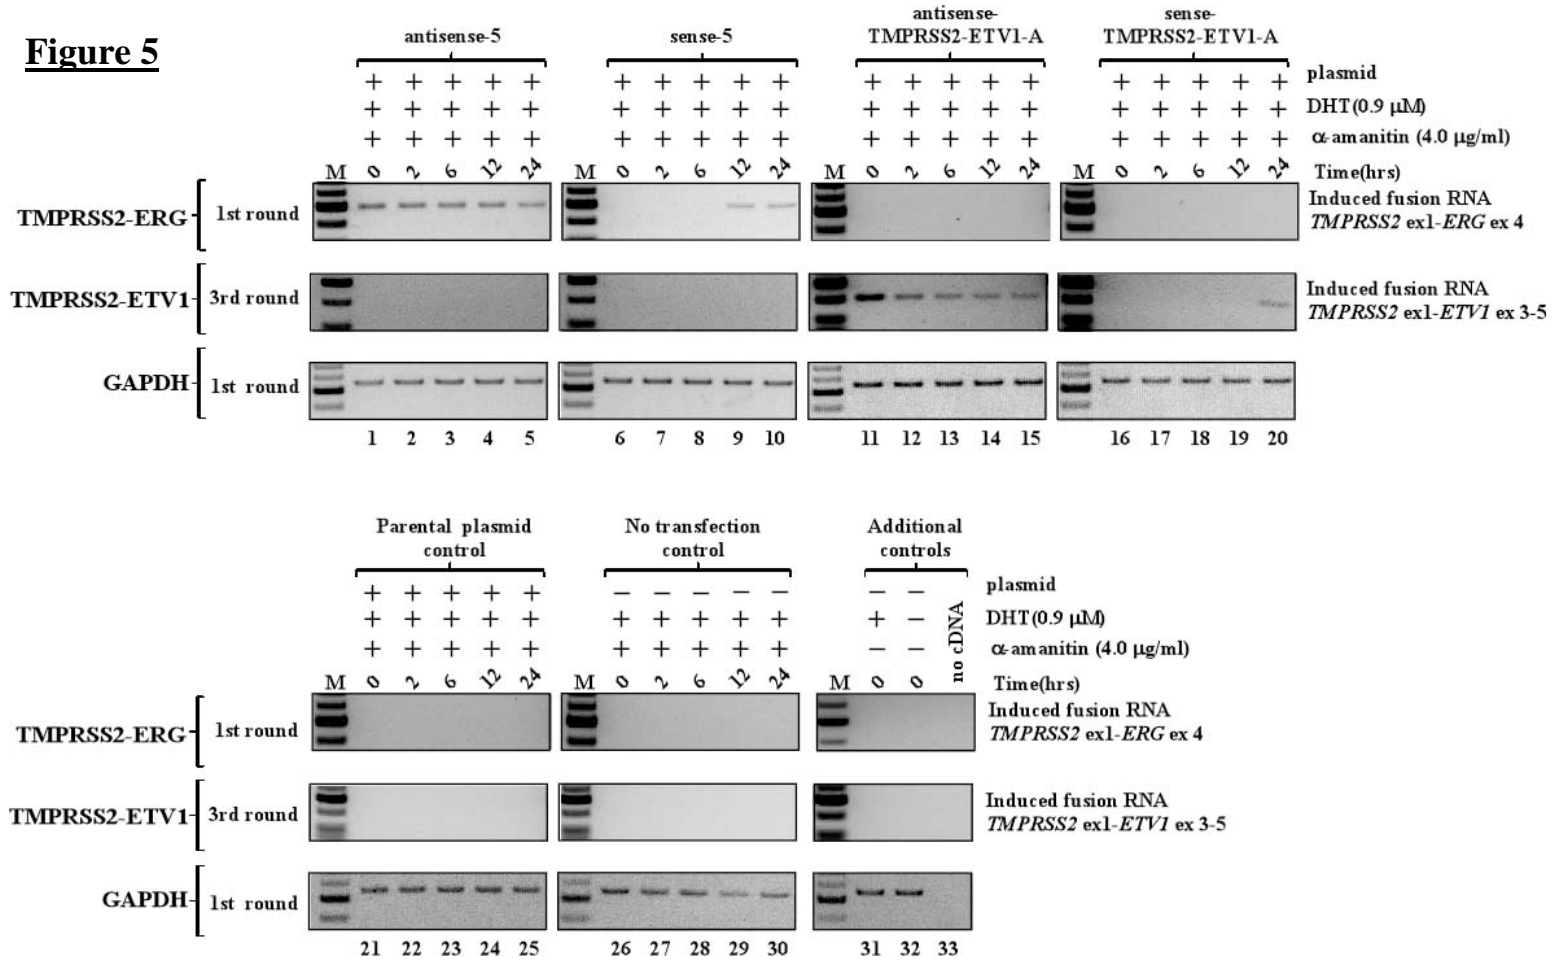 Figure 5
antisense-5
sense-5
antisense-
TMPRSS2-ETV1-A
sense-
TMPRSS2-ETV1-A
+ + + + + + + + + + + + + + + + + + + + plasmid
+ + + + + + + + + + + + + + + + + + + + DHT(0.9 μM)
+ + + + + + + + + + + + + + + + + + + + α-amanitin (4.0 μg/ml)
M 0 2 6 12 24 M 0 2 6 12 24 M 0 2 6 12 24 M 0 2 6 12 24 Time(hrs)
TMPRSS2-ERG 1st round
Induced fusion RNA
TMPRSS2 ex1-ERG ex 4
TMPRSS2-ETV1 3rd round
Induced fusion RNA
TMPRSS2 ex1-ETV1 ex 3-5
GAPDH 1st round
1 2 3 4 5 6 7 8 9 10 11 12 13 14 15 16 17 18 19 20
Parental plasmid
control
No transfection
control
Additional
controls
+ + + + + − − − − − − − plasmid
+ + + + + + + + + + + − DHT(0.9 μM)
+ + + + + + + + + + − − α-amanitin (4.0 μg/ml)
no cDNA
M 0 2 6 12 24 M 0 2 6 12 24 M 0 0 Time(hrs)
TMPRSS2-ERG 1st round
Induced fusion RNA
TMPRSS2 ex1-ERG ex 4
TMPRSS2-ETV1 3rd round
Induced fusion RNA
TMPRSS2 ex1-ETV1 ex 3-5
GAPDH 1st round
21 22 23 24 25 26 27 28 29 30 31 32 33